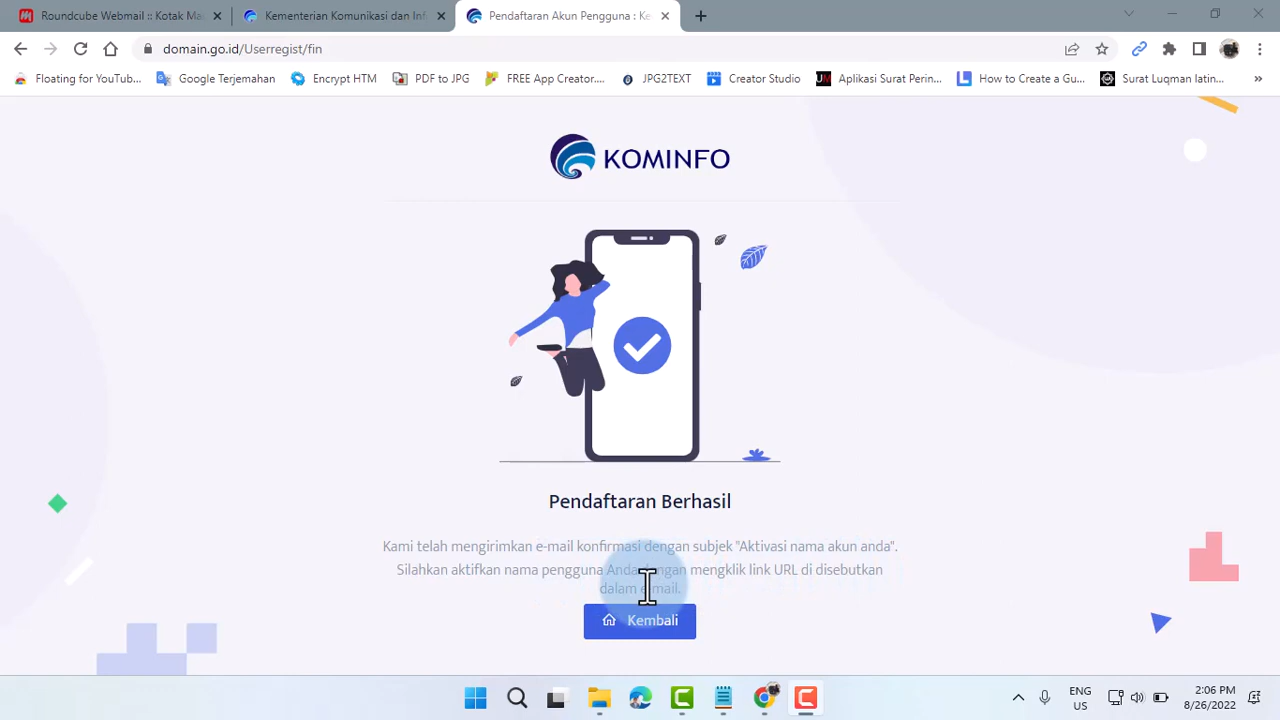 Roundcube Webmail :: Kotak Ma
Kementerian Komunikasi dan Inf
Pendaftaran Akun Pengguna : Ke
domain.go.id/Userregist/fin
Floating for YouTub...
Google Terjemahan
Encrypt HTM
PDF to JPG
FREE App Creator....
JPG2TEXT
Creator Studio
Aplikasi Surat Perin...
How to Create a Gu...
Surat Luqman latin...
KOMINFO
Pendaftaran Berhasil
Kami telah mengirimkan e-mail konfirmasi dengan subjek "Aktivasi nama akun anda".
Silahkan aktifkan nama pengguna Anda dengan mengklik link URL di disebutkan
dalam e-mail.
Kembali
ENG
US
2:06 PM
8/26/2022